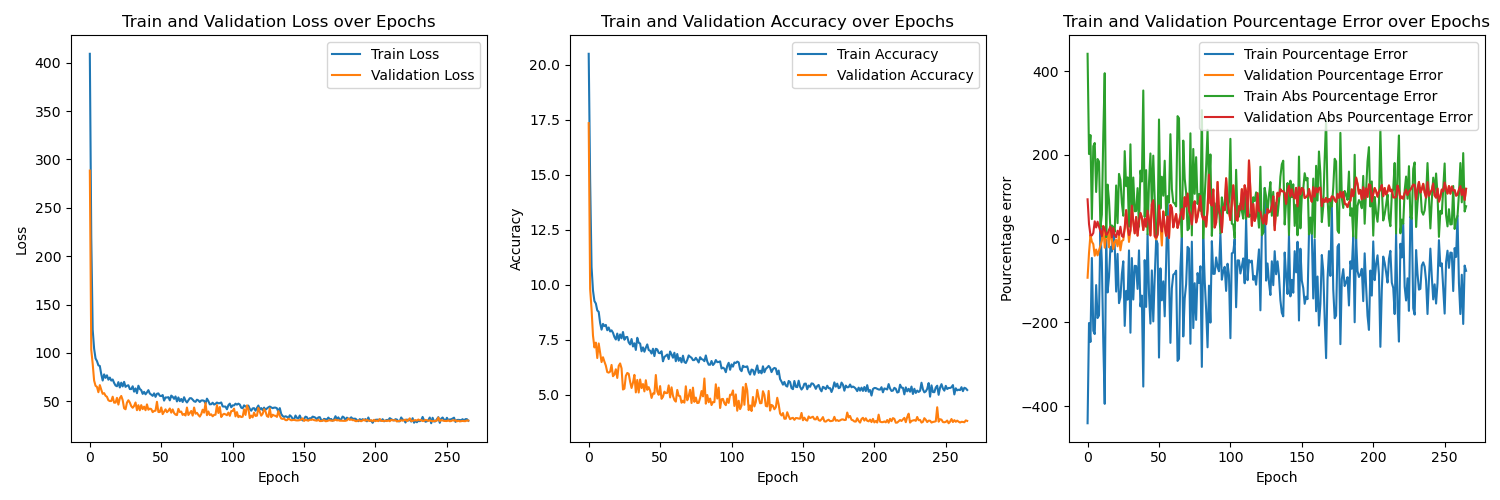 Train and Validation Loss over Epochs
Train Loss
Validation Loss
400
350
300
250
200
150
100
50
Loss
0
50
100
150
200
250
Epoch
Train and Validation Accuracy over Epochs
Train Accuracy
Validation Accuracy
20.0
17.5
15.0
12.5
10.0
7.5
5.0
Accuracy
0
50
100
150
200
250
Epoch
Train and Validation Pourcentage Error over Epochs
Train Pourcentage Error
Validation Pourcentage Error
Train Abs Pourcentage Error
Validation Abs Pourcentage Error
400
200
0
−200
−400
Pourcentage error
0
50
100
150
200
250
Epoch